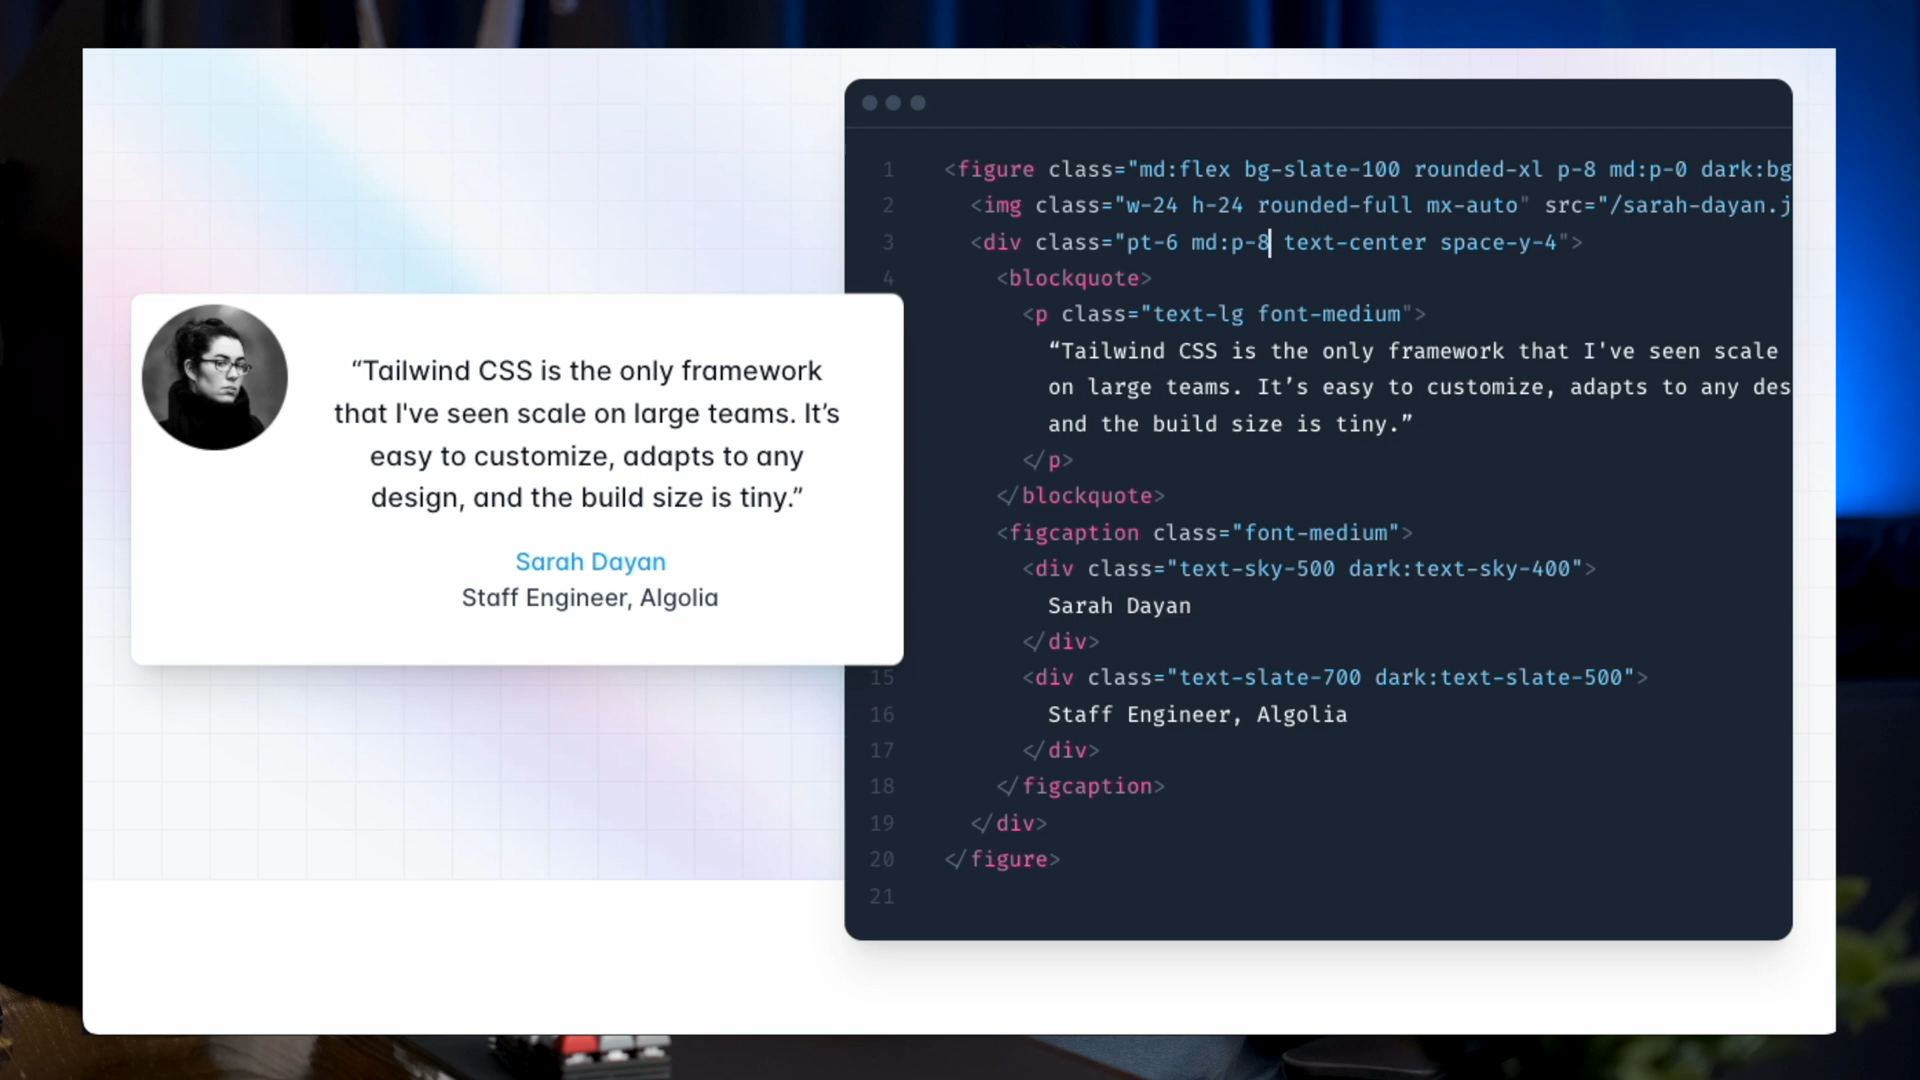 “Tailwind CSS is the only framework
that I've seen scale on large teams. It’s
easy to customize, adapts to any
design, and the build size is tiny.”
Sarah Dayan
Staff Engineer, Algolia
1 <figure class="md:flex bg-slate-100 rounded-xl p-8 md:p-0 dark:bg
2 <img class="w-24 h-24 rounded-full mx-auto" src="/sarah-dayan.j
3 <div class="pt-6 md:p-8 text-center space-y-4">
4 <blockquote>
<p class="text-lg font-medium">
“Tailwind CSS is the only framework that I've seen scale
on large teams. It’s easy to customize, adapts to any des
and the build size is tiny.”
</p>
</blockquote>
<figcaption class="font-medium">
<div class="text-sky-500 dark:text-sky-400">
Sarah Dayan
</div>
15 <div class="text-slate-700 dark:text-slate-500">
16 Staff Engineer, Algolia
17 </div>
18 </figcaption>
19 </div>
20 </figure>
21